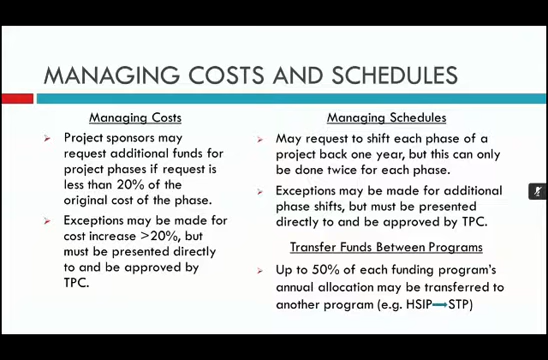 MANAGING COSTS AND SCHEDULES
Managing Costs
Project sponsors may
request additional funds for
project phases if request is
less than 20% of the
original cost of the phase.
Exceptions may be made for
cost increase >20%, but
must be presented directly
to and be approved by
TPC.
Managing Schedules
May request to shift each phase of a
project back one year, but this can only
be done twice for each phase.
Exceptions may be made for additional
phase shifts, but must be presented
directly to and be approved by TPC.
Transfer Funds Between Programs
Up to 50% of each funding program's
annual allocation may be transferred to
another program (e.g. HSIP→STP)